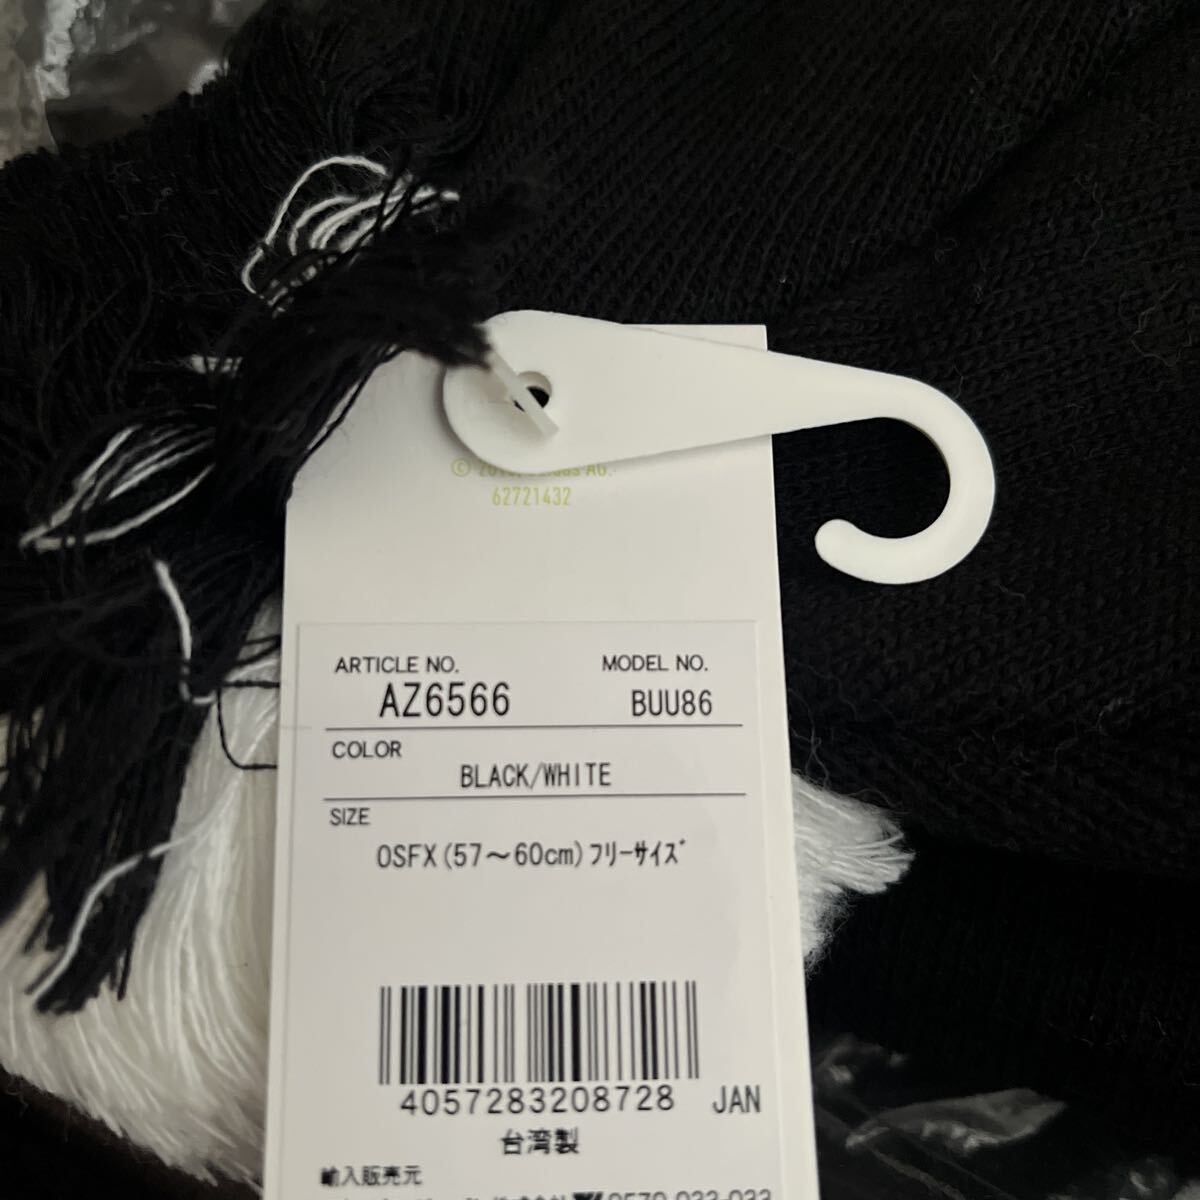 ©
62721432
ARTICLE NO. MODEL NO.
AZ6566 BUU86
COLOR
BLACK/WHITE
SIZE
OSFX(57～60cm)ﾌﾘｰｻｲｽﾞ
4057283208728 JAN
台湾製
輸入販売元